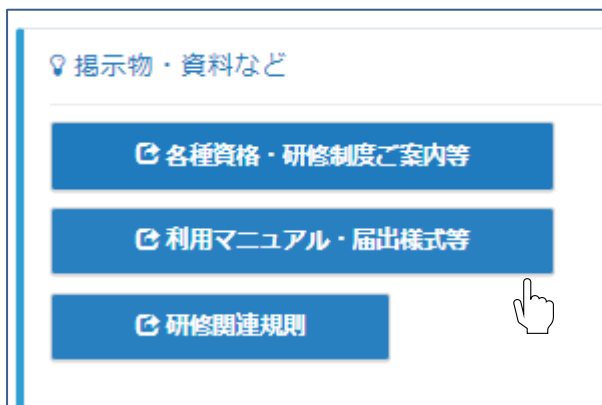 掲示物・資料など
各種資格・研修制度ご案内等
利用マニュアル・届出様式等
研修関連規則